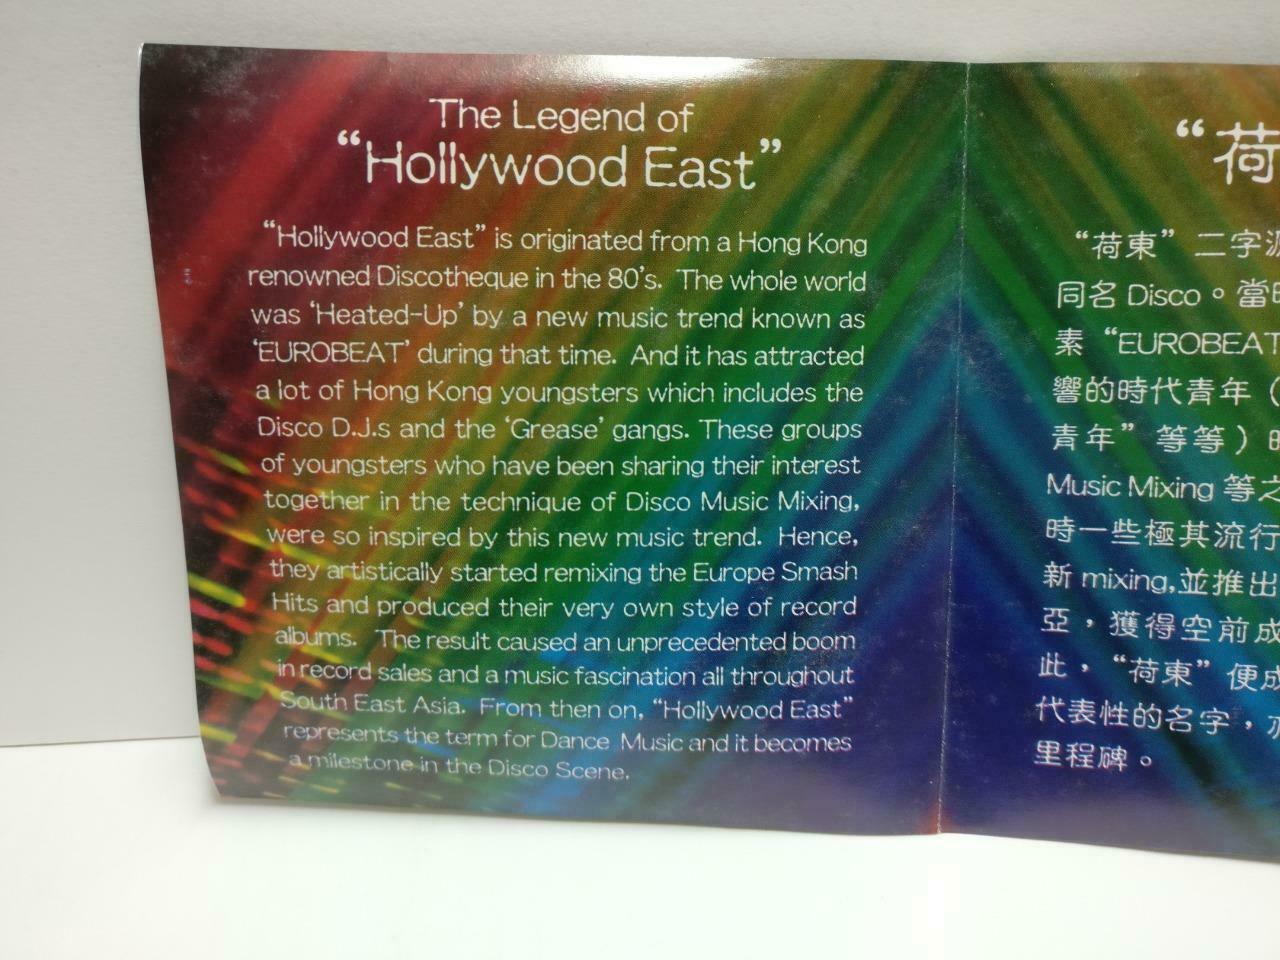 The Legend of
“Hollywood East”
“Hollywood East” is originated from a Hong Kong
renowned Discotheque in the 80's. The whole world
was ‘Heated-Up’ by a new music trend known as
‘EUROBEAT’ during that time. And it has attracted
a lot of Hong Kong youngsters which includes the
Disco D.J.s and the ‘Grease’ gangs. These groups
of youngsters who have been sharing their interest
together in the technique of Disco Music Mixing,
were so inspired by this new music trend. Hence,
they artistically started remixing the Europe Smash
Hits and produced their very own style of record
albums. The result caused an unprecedented boom
in record sales and a music fascination all throughout
South East Asia. From then on, “Hollywood East”
represents the term for Dance Music and it becomes
a milestone in the Disco Scene.
“荷
“荷東”二字源
同名 Disco。當時
素“EUROBEAT
響的時代青年（
青年”等等）
Music Mixing 等之
時一些極其流行
新 mixing,並推出
亞，獲得空前成
此，“荷東”便成
代表性的名字，亦
里程碑。